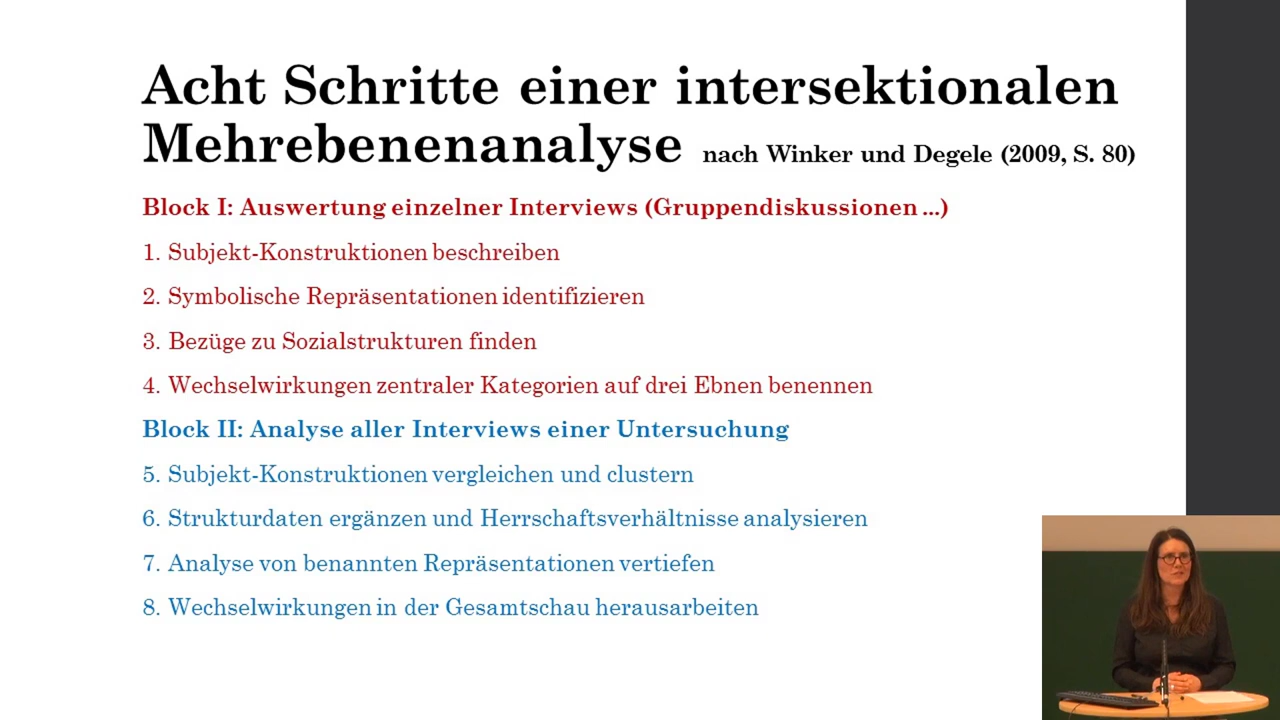 Acht Schritte einer intersektionalen
Mehrebenenanalyse nach Winker und Degele (2009, S. 80)
Block I: Auswertung einzelner Interviews (Gruppendiskussionen ...)
1. Subjekt-Konstruktionen beschreiben
2. Symbolische Repräsentationen identifizieren
3. Bezüge zu Sozialstrukturen finden
4. Wechselwirkungen zentraler Kategorien auf drei Ebnen benennen
Block II: Analyse aller Interviews einer Untersuchung
5. Subjekt-Konstruktionen vergleichen und clustern
6. Strukturdaten ergänzen und Herrschaftsverhältnisse analysieren
7. Analyse von benannten Repräsentationen vertiefen
8. Wechselwirkungen in der Gesamtschau herausarbeiten